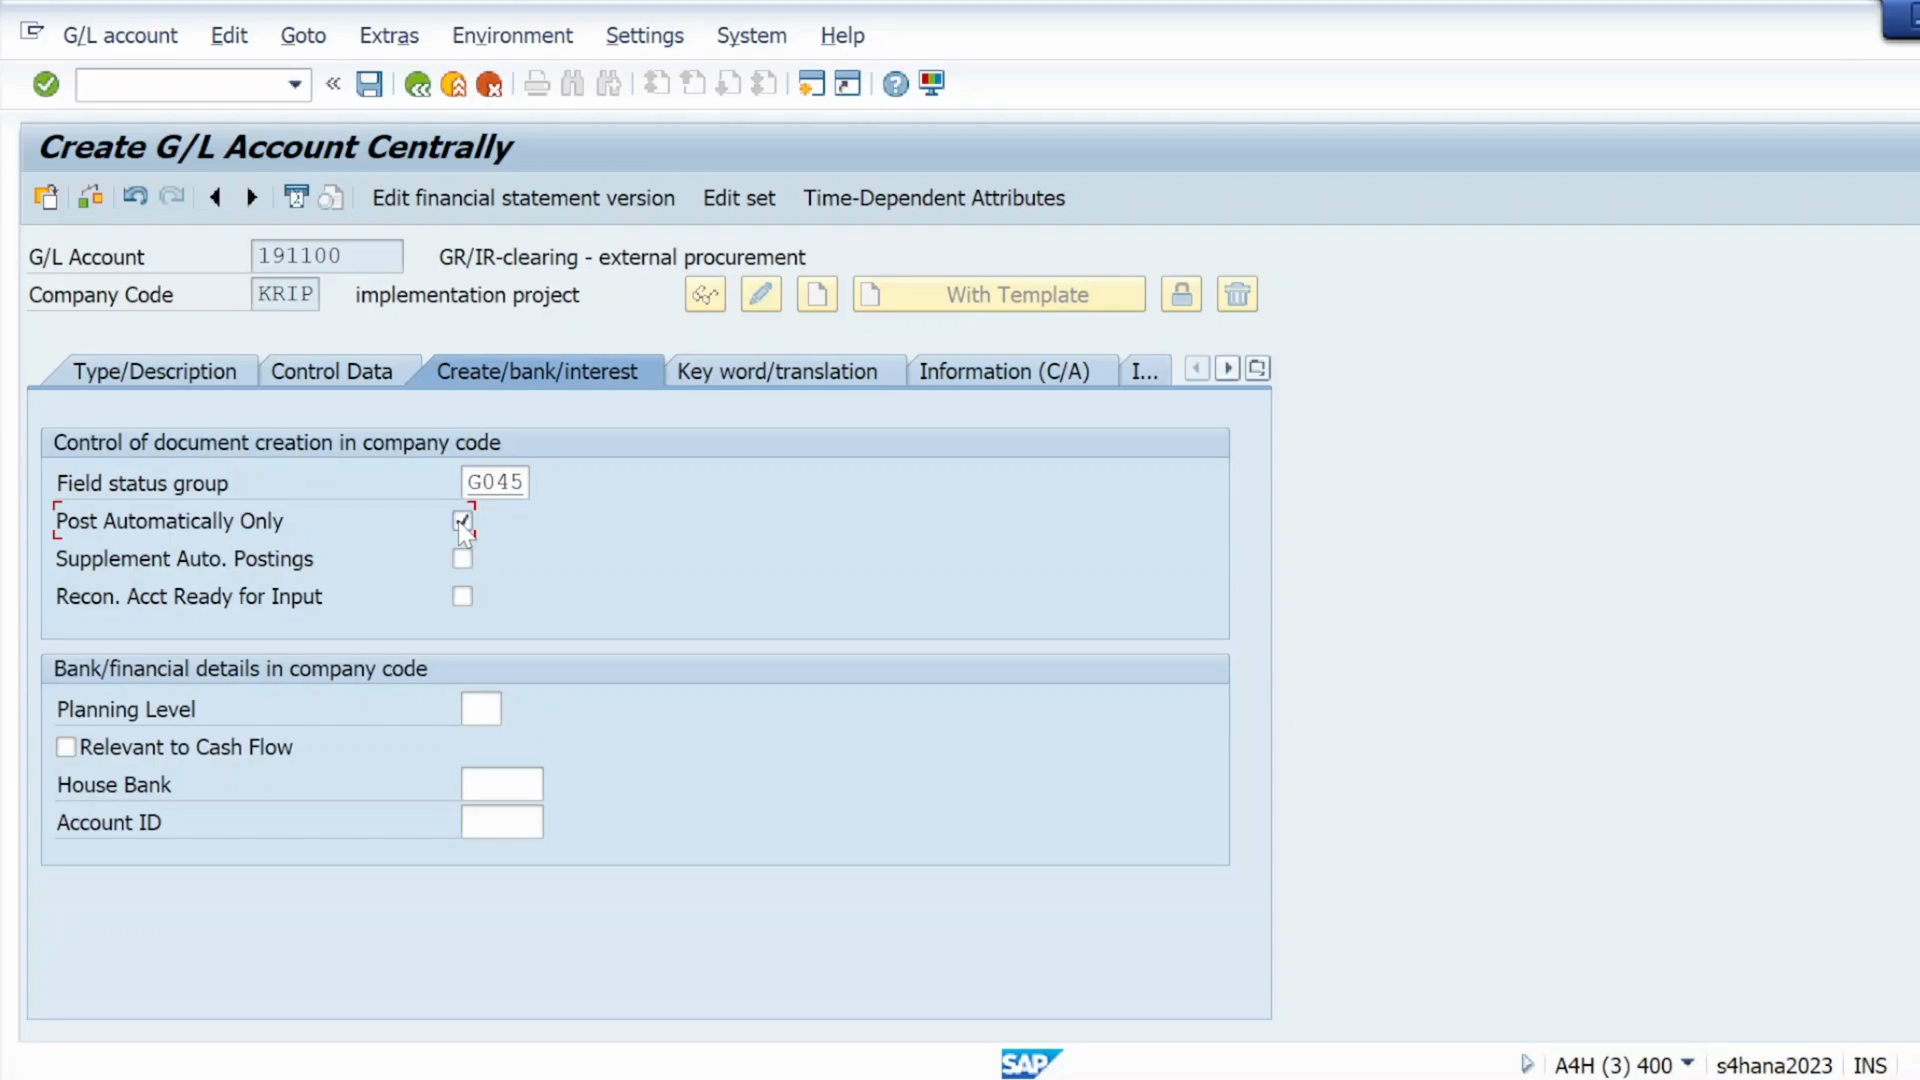 G/L account Edit Goto Extras Environment Settings System Help
Create G/L Account Centrally
Edit financial statement version Edit set Time-Dependent Attributes
G/L Account 191100 GR/IR-clearing - external procurement
Company Code KRIP implementation project With Template
Type/Description Control Data Create/bank/interest Key word/translation Information (C/A) I...
Control of document creation in company code
Field status group G045
Post Automatically Only
Supplement Auto. Postings
Recon. Acct Ready for Input
Bank/financial details in company code
Planning Level
Relevant to Cash Flow
House Bank
Account ID
SAP A4H (3) 400 s4hana2023 INS